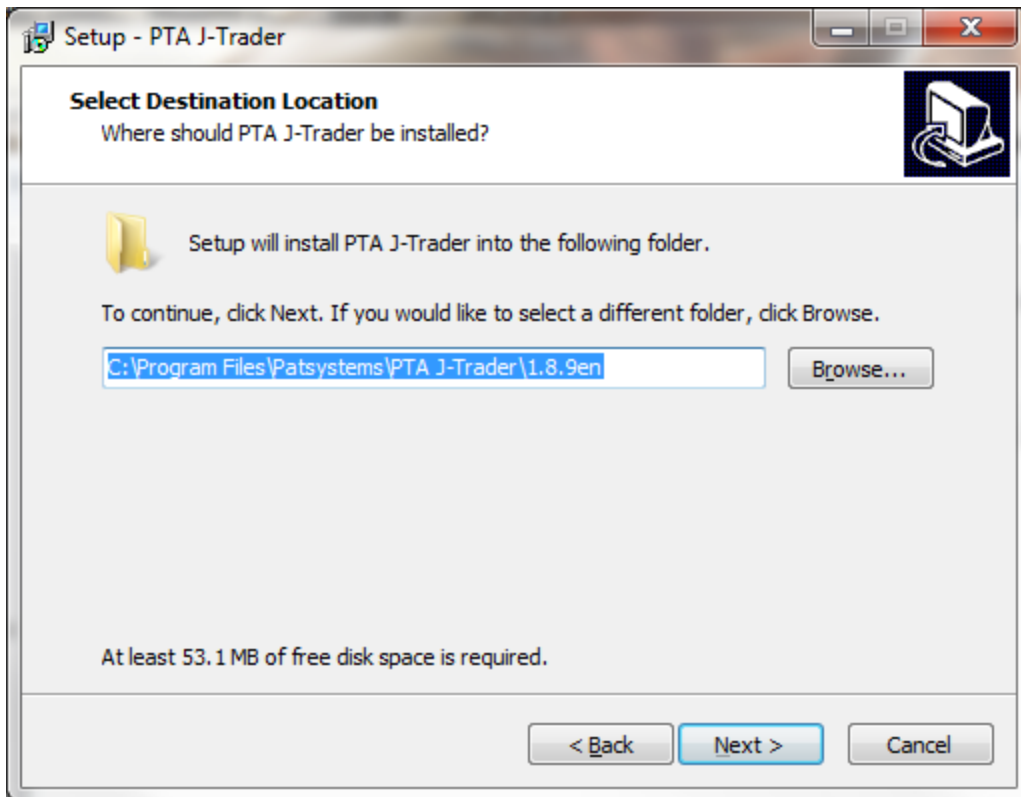 Setup - PTA J-Trader
Select Destination Location
Where should PTA J-Trader be installed?
Setup will install PTA J-Trader into the following folder.
To continue, click Next. If you would like to select a different folder, click Browse.
C:\Program Files\Patsystems\PTA J-Trader\1.8.9en
Browse...
At least 53.1 MB of free disk space is required.
< Back
Next >
Cancel